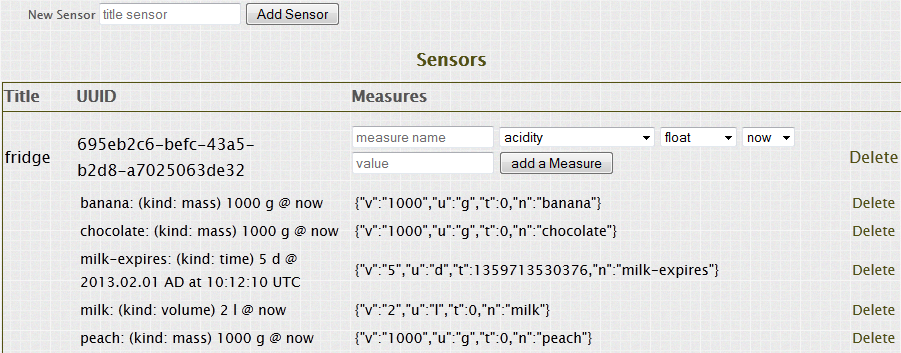 New Sensor title sensor Add Sensor
Sensors
Title UUID Measures
measure name acidity float now
fridge 695eb2c6-befc-43a5-
b2d8-a7025063de32 value add a Measure Delete
banana: (kind: mass) 1000 g @ now {"v":"1000","u":"g","t":0,"n":"banana"} Delete
chocolate: (kind: mass) 1000 g @ now {"v":"1000","u":"g","t":0,"n":"chocolate"} Delete
milk-expires: (kind: time) 5 d @
2013.02.01 AD at 10:12:10 UTC {"v":"5","u":"d","t":1359713530376,"n":"milk-expires"} Delete
milk: (kind: volume) 2 l @ now {"v":"2","u":"l","t":0,"n":"milk"} Delete
peach: (kind: mass) 1000 g @ now {"v":"1000","u":"g","t":0,"n":"peach"} Delete